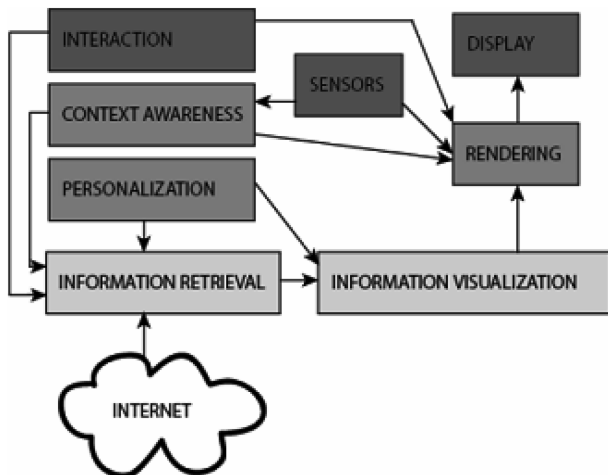 INTERACTION
DISPLAY
SENSORS
CONTEXT AWARENESS
RENDERING
PERSONALIZATION
INFORMATION RETRIEVAL
INFORMATION VISUALIZATION
INTERNET